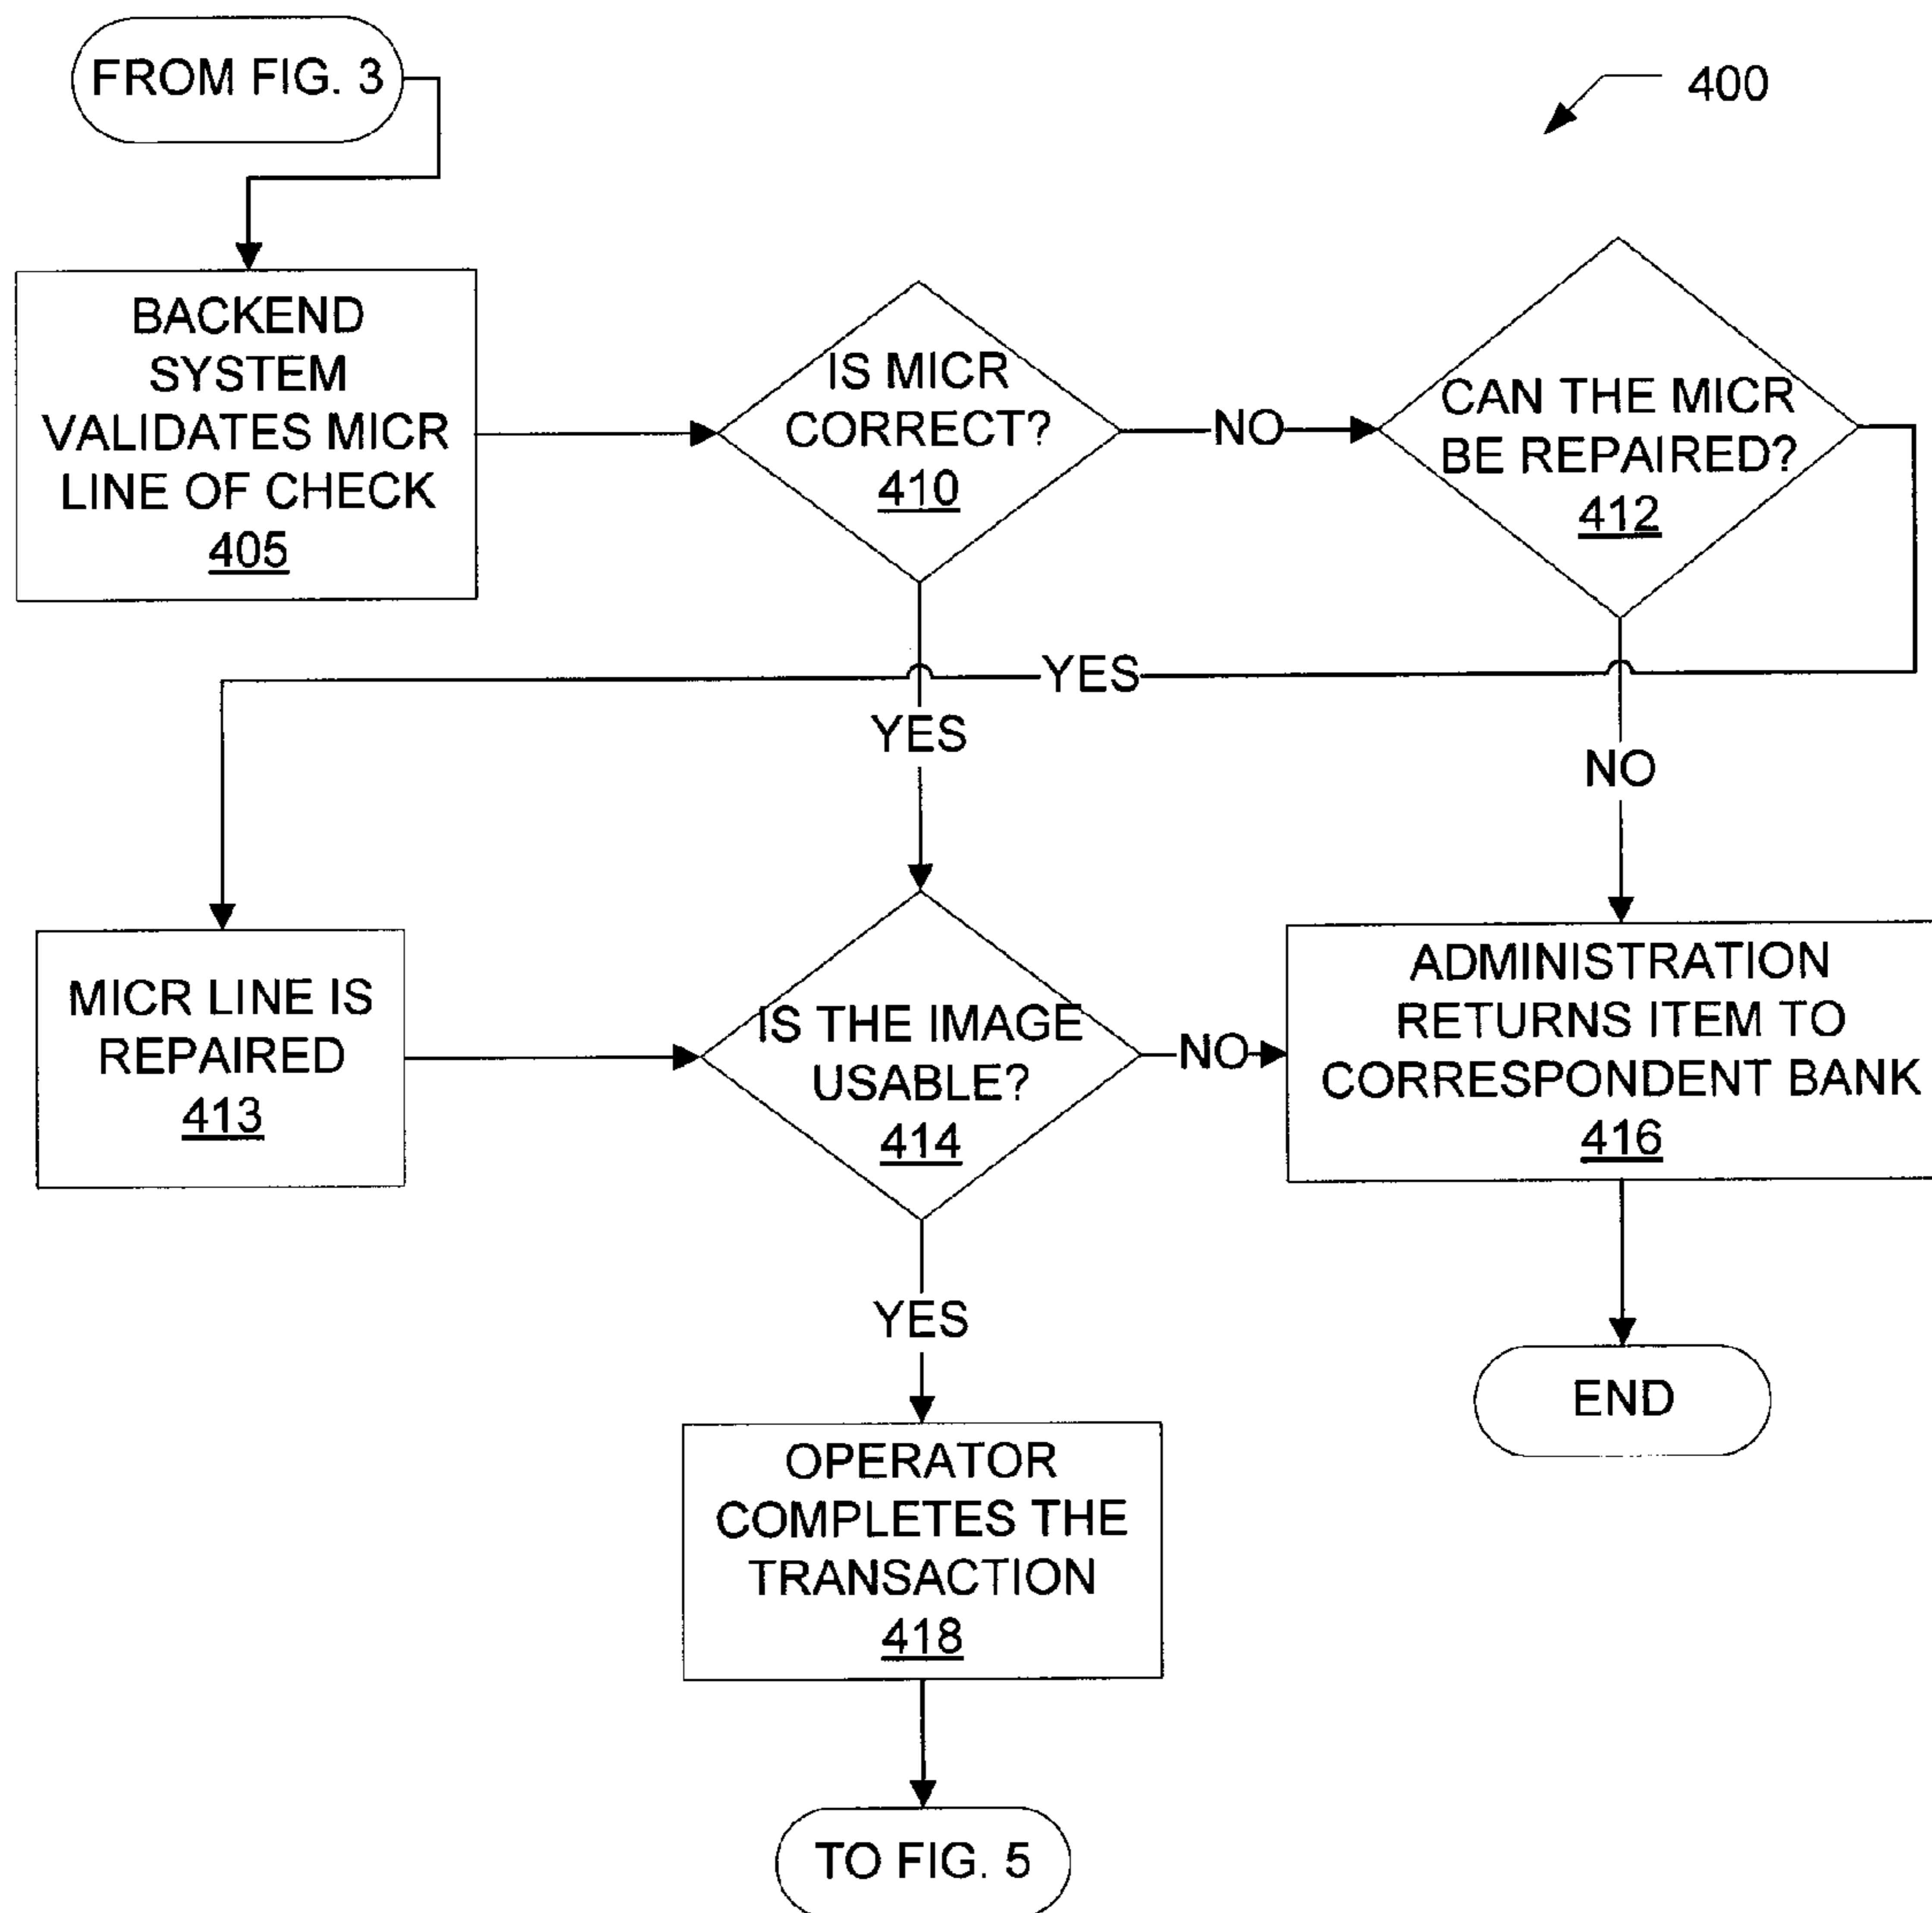 FROM FIG. 3
400
BACKEND
SYSTEM
VALIDATES MICR
LINE OF CHECK
405
IS MICR
CORRECT?
410
NO
CAN THE MICR
BE REPAIRED?
412
YES
YES
NO
MICR LINE IS
REPAIRED
413
IS THE IMAGE
USABLE?
414
NO
ADMINISTRATION
RETURNS ITEM TO
CORRESPONDENT BANK
416
YES
END
OPERATOR
COMPLETES THE
TRANSACTION
418
TO FIG. 5